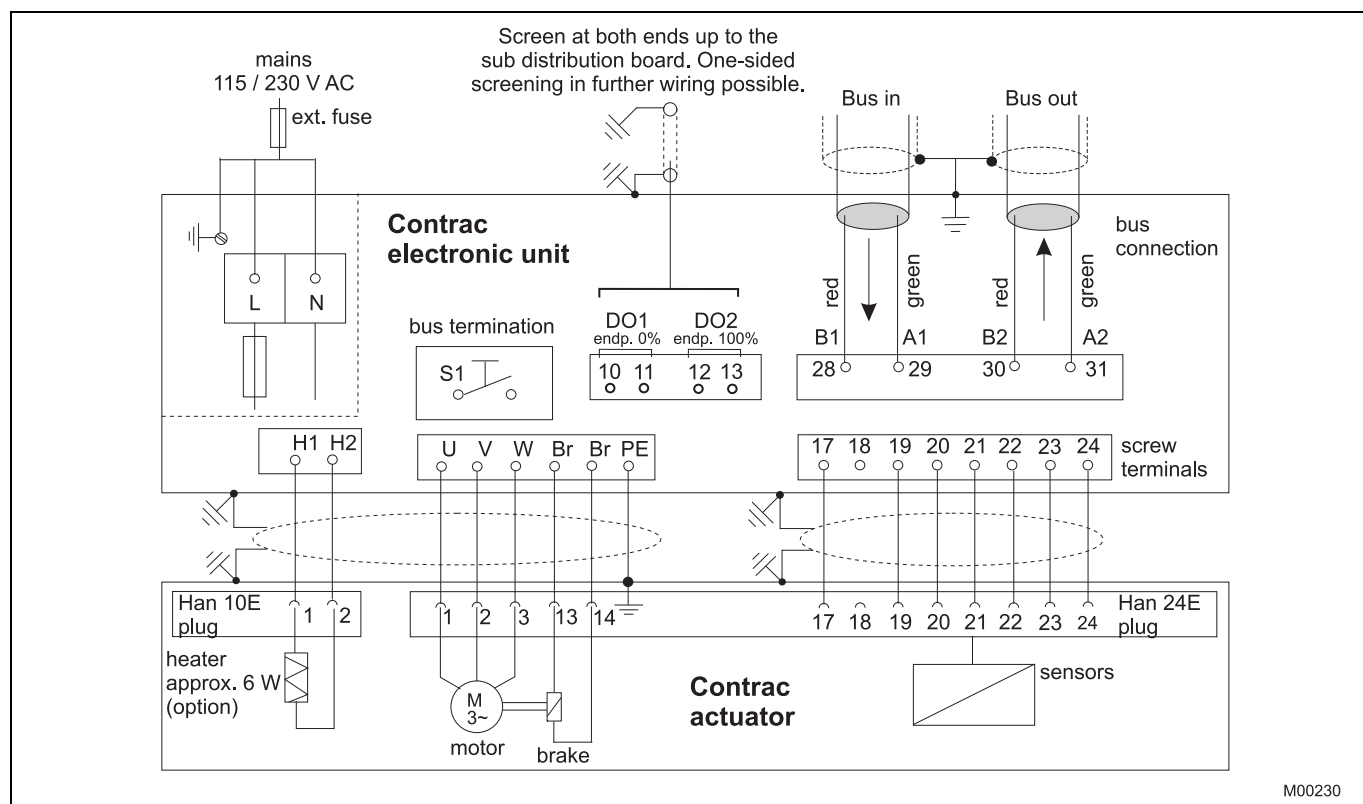 Screen at both ends up to the
sub distribution board. One-sided
screening in further wiring possible.
mains
115 / 230 V AC
ext. fuse
Bus in
Bus out
Contrac
electronic unit
bus
connection
L N
red
green
red
green
bus termination
S1
DO1 DO2
endp. 0% endp. 100%
10 11 12 13
B1 A1 B2 A2
28 29 30 31
H1 H2
U V W Br Br PE
17 18 19 20 21 22 23 24
screw
terminals
Han 10E
plug
1 2
1 2 3 13 14
17 18 19 20 21 22 23 24
Han 24E
plug
heater
approx. 6 W
(option)
M
3~
motor
brake
Contrac
actuator
sensors
M00230